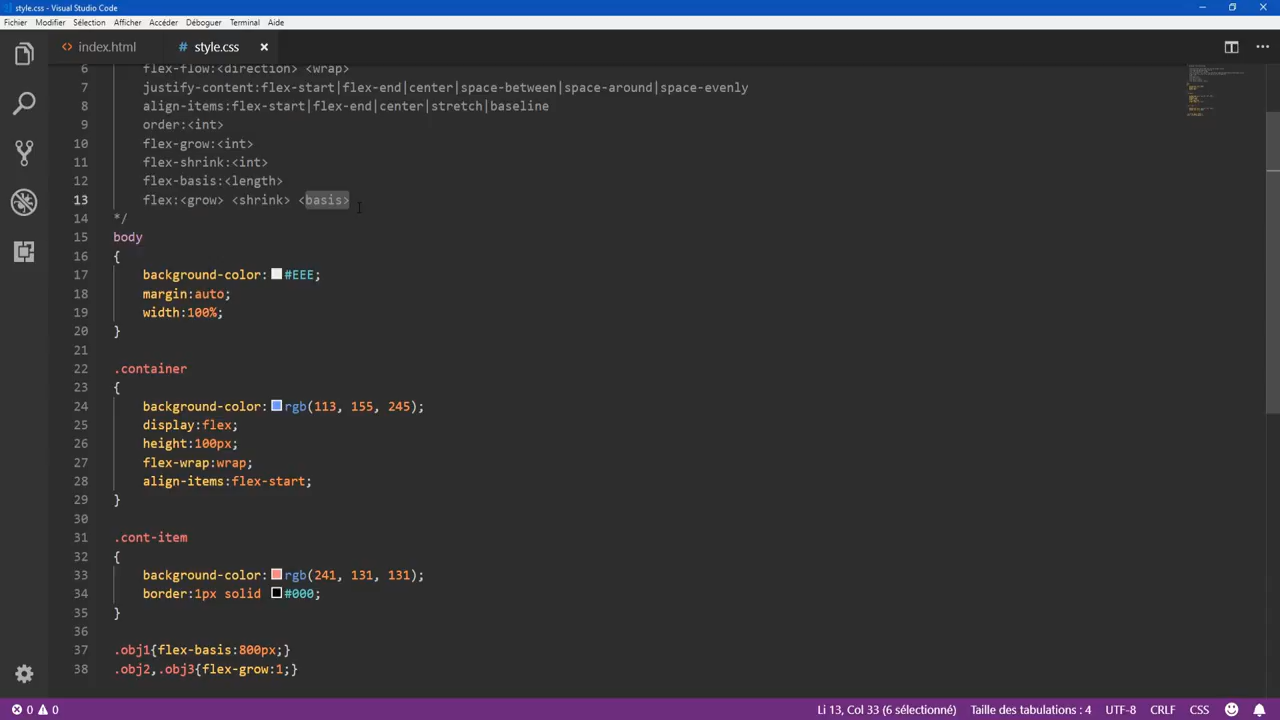 style.css - Visual Studio Code
Fichier Modifier Sélection Afficher Accéder Déboguer Terminal Aide
<> index.html # style.css ×
6 flex-flow:<direction> <wrap>
7 justify-content:flex-start|flex-end|center|space-between|space-around|space-evenly
8 align-items:flex-start|flex-end|center|stretch|baseline
9 order:<int>
10 flex-grow:<int>
11 flex-shrink:<int>
12 flex-basis:<length>
13 flex:<grow> <shrink> <basis>
14 */
15 body
16 {
17 background-color:#EEE;
18 margin:auto;
19 width:100%;
20 }
21
22 .container
23 {
24 background-color:rgb(113, 155, 245);
25 display:flex;
26 height:100px;
27 flex-wrap:wrap;
28 align-items:flex-start;
29 }
30
31 .cont-item
32 {
33 background-color:rgb(241, 131, 131);
34 border:1px solid #000;
35 }
36
37 .obj1{flex-basis:800px;}
38 .obj2,.obj3{flex-grow:1;}
0 0 Li 13, Col 33 (6 sélectionné) Taille des tabulations : 4 UTF-8 CRLF CSS